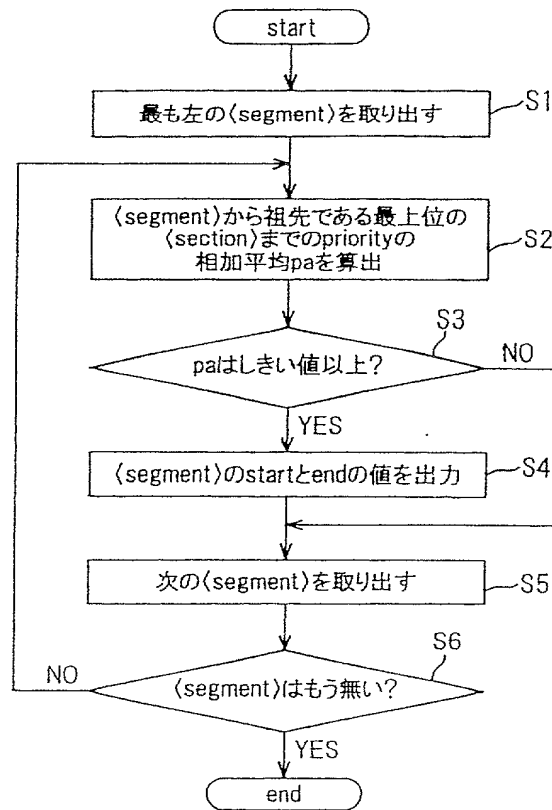 start
最も左の〈segment〉を取り出す
S1
〈segment〉から祖先である最上位の
〈section〉までのpriorityの
相加平均paを算出
S2
paはしきい値以上?
S3
NO
YES
〈segment〉のstartとendの値を出力
S4
次の〈segment〉を取り出す
S5
〈segment〉はもう無い?
S6
NO
YES
end